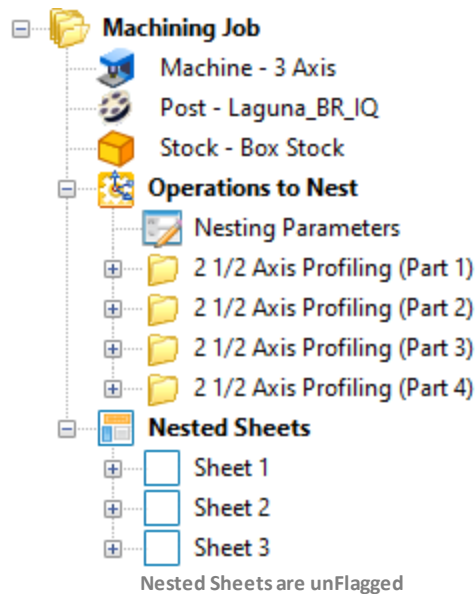 Machining Job
Machine - 3 Axis
Post - Laguna_BR_IQ
Stock - Box Stock
Operations to Nest
Nesting Parameters
2 1/2 Axis Profiling (Part 1)
2 1/2 Axis Profiling (Part 2)
2 1/2 Axis Profiling (Part 3)
2 1/2 Axis Profiling (Part 4)
Nested Sheets
Sheet 1
Sheet 2
Sheet 3
Nested Sheets are unFlagged